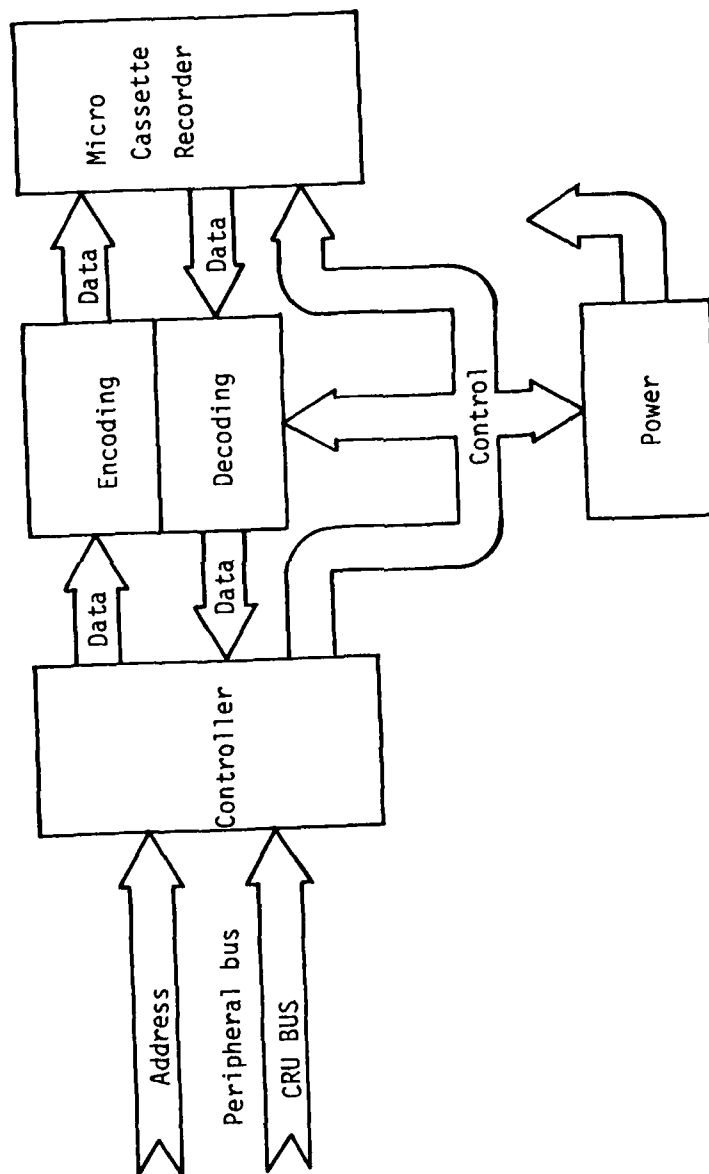 Address
Peripheral bus
CRU BUS
Controller
Data
Data
Encoding
Decoding
Control
Power
Data
Data
Micro
Cassette
Recorder